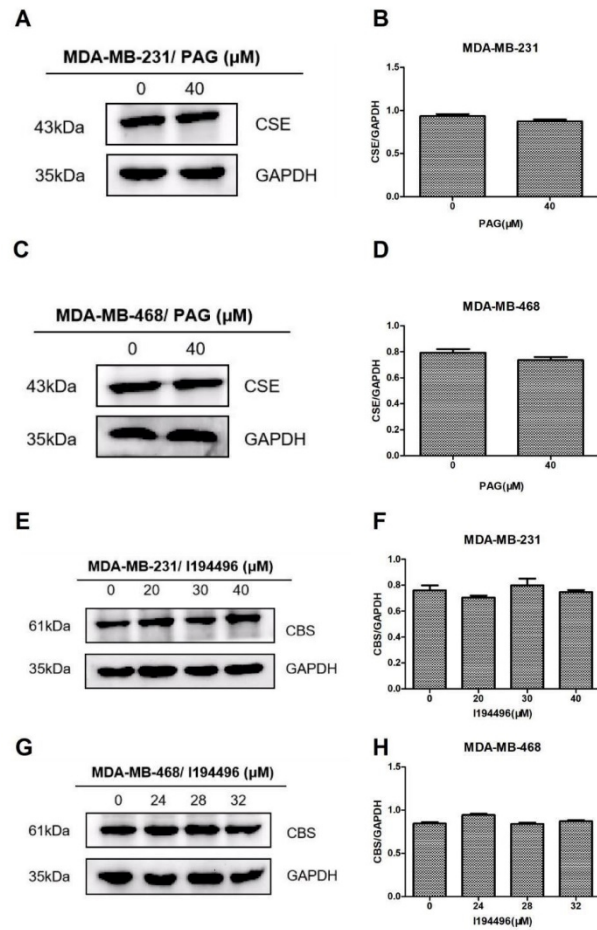 A
MDA-MB-231/ PAG (μM)
0 40
43kDa CSE
35kDa GAPDH
B
MDA-MB-231
CSE/GAPDH
1.5
1.0
0.5
0.0
0 40
PAG(μM)
C
MDA-MB-468/ PAG (μM)
0 40
43kDa CSE
35kDa GAPDH
D
MDA-MB-468
CSE/GAPDH
1.0
0.8
0.6
0.4
0.2
0.0
0 40
PAG(μM)
E
MDA-MB-231/ I194496 (μM)
0 20 30 40
61kDa CBS
35kDa GAPDH
F
MDA-MB-231
CBS/GAPDH
1.0
0.8
0.6
0.4
0.2
0.0
0 20 30 40
I194496(μM)
G
MDA-MB-468/ I194496 (μM)
0 24 28 32
61kDa CBS
35kDa GAPDH
H
MDA-MB-468
CBS/GAPDH
1.5
1.0
0.5
0.0
0 24 28 32
I194496(μM)